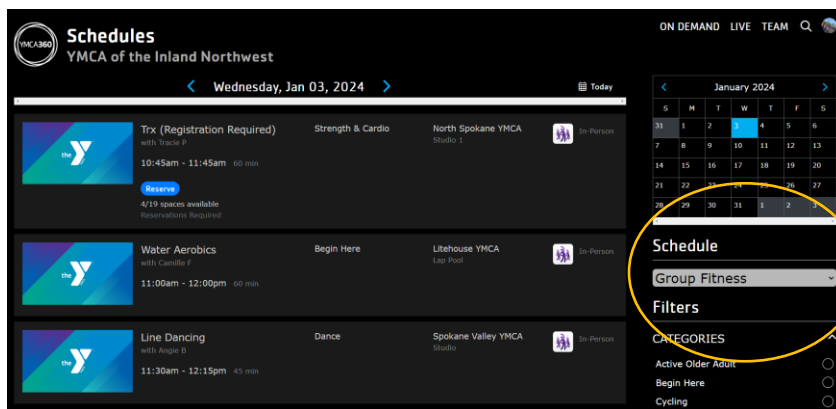 YMCA360
Schedules
YMCA of the Inland Northwest
ON DEMAND LIVE TEAM
Wednesday, Jan 03, 2024
Today
the
Trx (Registration Required)
with Tracie P
10:45am - 11:45am 60 min
Reserve
4/19 spaces available
Reservations Required
Strength & Cardio
North Spokane YMCA
Studio 1
In-Person
the
Water Aerobics
with Camille F
11:00am - 12:00pm 60 min
Begin Here
Litehouse YMCA
Lap Pool
In-Person
the
Line Dancing
with Angie B
11:30am - 12:15pm 45 min
Dance
Spokane Valley YMCA
Studio
In-Person
January 2024
S M T W T F S
31 1 2 3 4 5 6
7 8 9 10 11 12 13
14 15 16 17 18 19 20
21 22 23 24 25 26 27
28 29 30 31 1 2 3
Schedule
Group Fitness
Filters
CATEGORIES
Active Older Adult
Begin Here
Cycling